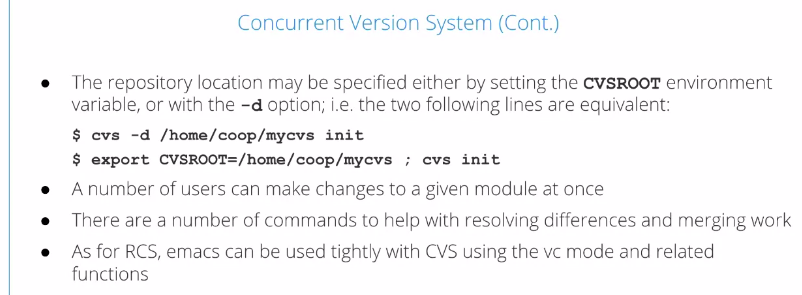 Concurrent Version System (Cont.)
● The repository location may be specified either by setting the CVSROOT environment
variable, or with the -d option; i.e. the two following lines are equivalent:
$ cvs -d /home/coop/mycvs init
$ export CVSROOT=/home/coop/mycvs ; cvs init
● A number of users can make changes to a given module at once
● There are a number of commands to help with resolving differences and merging work
● As for RCS, emacs can be used tightly with CVS using the vc mode and related
functions